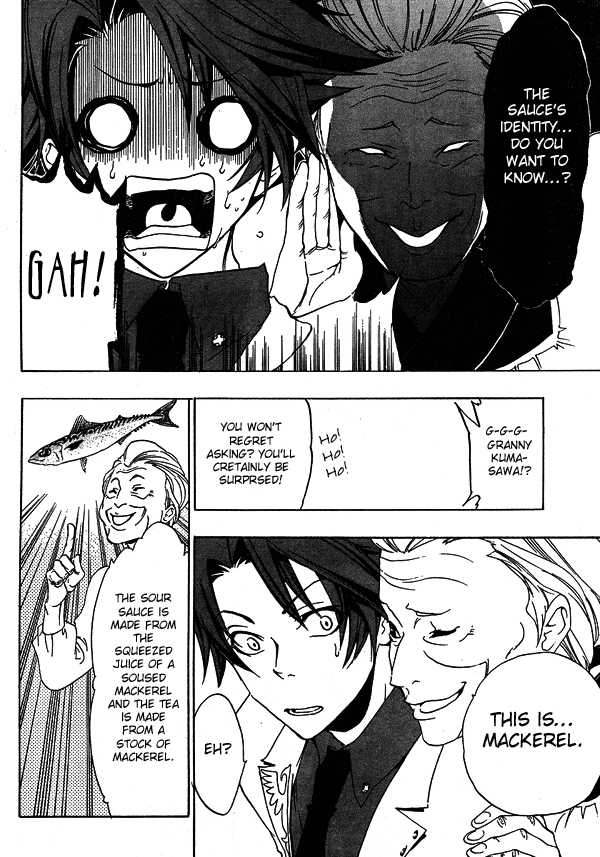 THE
SAUCE'S
IDENTITY...
DO YOU
WANT TO
KNOW...?
GAH!
G-G-G-
GRANNY
KUMA-
SAWA!?
HO!
HO!
HO!
YOU WON'T
REGRET
ASKING? YOU'LL
CRETAINLY BE
SURPRSED!
THIS IS...
MACKEREL.
EH?
THE SOUR
SAUCE IS
MADE FROM
THE
SQUEEZED
JUICE OF A
SOUSED
MACKEREL
AND THE TEA
IS MADE
FROM A
STOCK OF
MACKEREL.